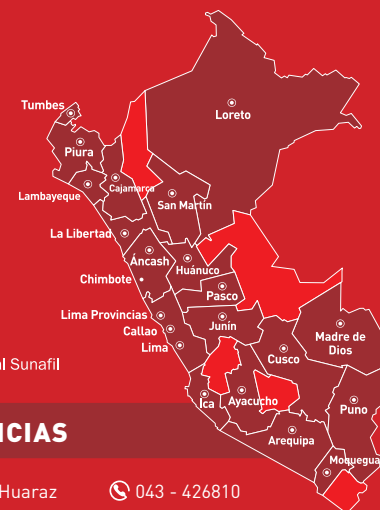 Loreto
Tumbes
Piura
Cajamarca
Lambayeque
San Martín
La Libertad
Áncash
Huánuco
Chimbote
Pasco
Lima Provincias
Junín
Callao
Madre de
Dios
Lima
Cusco
al Sunafil
Ica
Ayacucho
Puno
ICIAS
Arequipa
Moquegua
Huaraz
043 - 426810